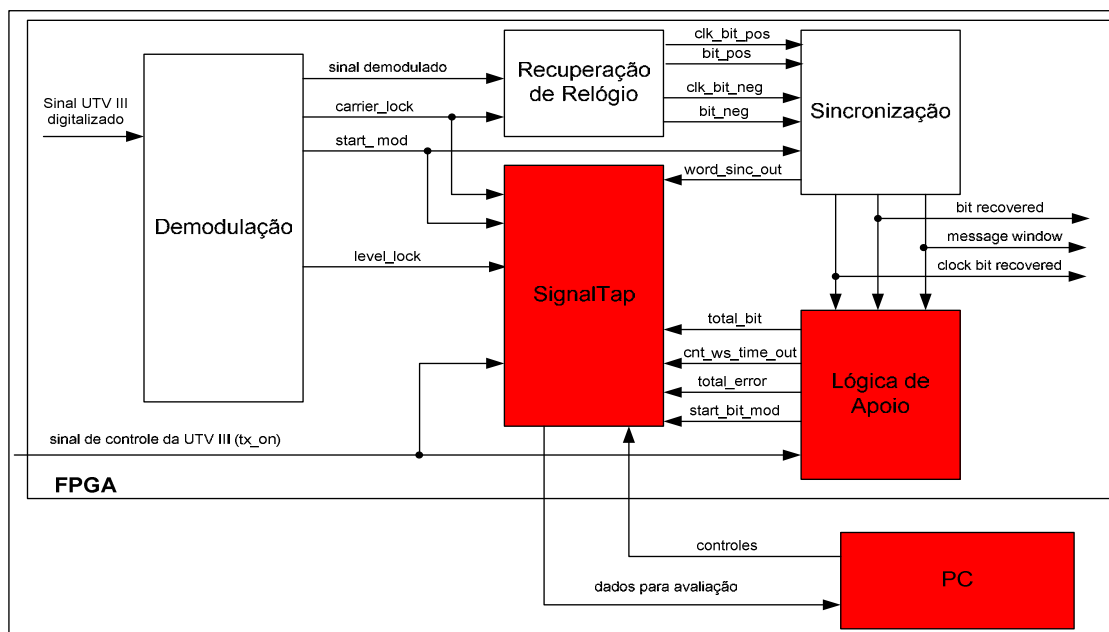 clk_bit_pos
bit_pos
clk_bit_neg
bit_neg
sinal demodulado
carrier_lock
start_ mod
Sinal UTV III
digitalizado
Recuperação
de Relógio
Sincronização
word_sinc_out
Demodulação
level_lock
SignalTap
bit recovered
message window
clock bit recovered
total_bit
cnt_ws_time_out
total_error
start_bit_mod
Lógica de
Apoio
sinal de controle da UTV III (tx_on)
FPGA
controles
dados para avaliação
PC